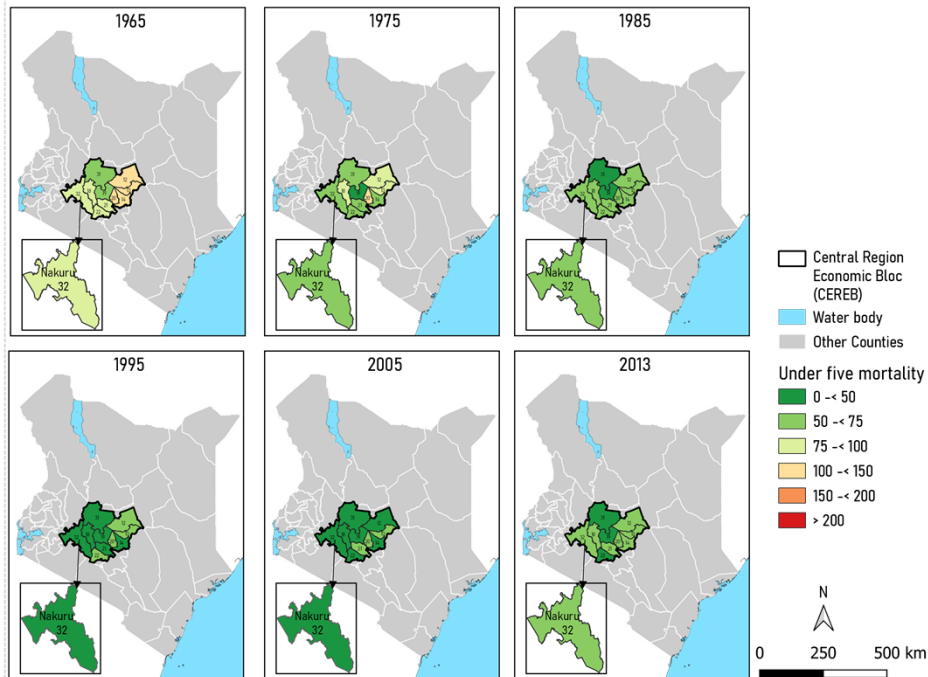 1965
1975
1985
Nakuru
32
Nakuru
32
Nakuru
32
1995
2005
2013
Nakuru
32
Nakuru
32
Nakuru
32
Central Region
Economic Bloc
(CEREB)
Water body
Other Counties
Under five mortality
0 -< 50
50 -< 75
75 -< 100
100 -< 150
150 -< 200
> 200
N
0 250 500 km